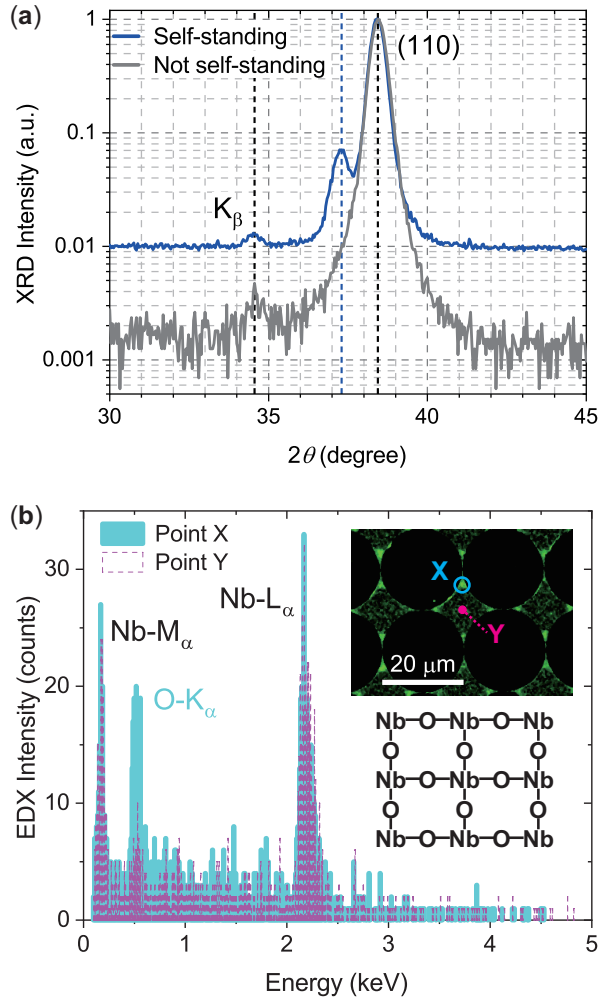 (a)
1
0.1
0.01
0.001
XRD Intensity (a.u.)
Self-standing
Not self-standing
(110)
Kβ
30 35 40 45
2θ (degree)
(b)
30
20
10
0
EDX Intensity (counts)
Point X
Point Y
Nb-Mα
O-Kα
Nb-Lα
X
Y
20 μm
Nb—O—Nb—O—Nb
O O O
Nb—O—Nb—O—Nb
O O O
Nb—O—Nb—O—Nb
0 1 2 3 4 5
Energy (keV)